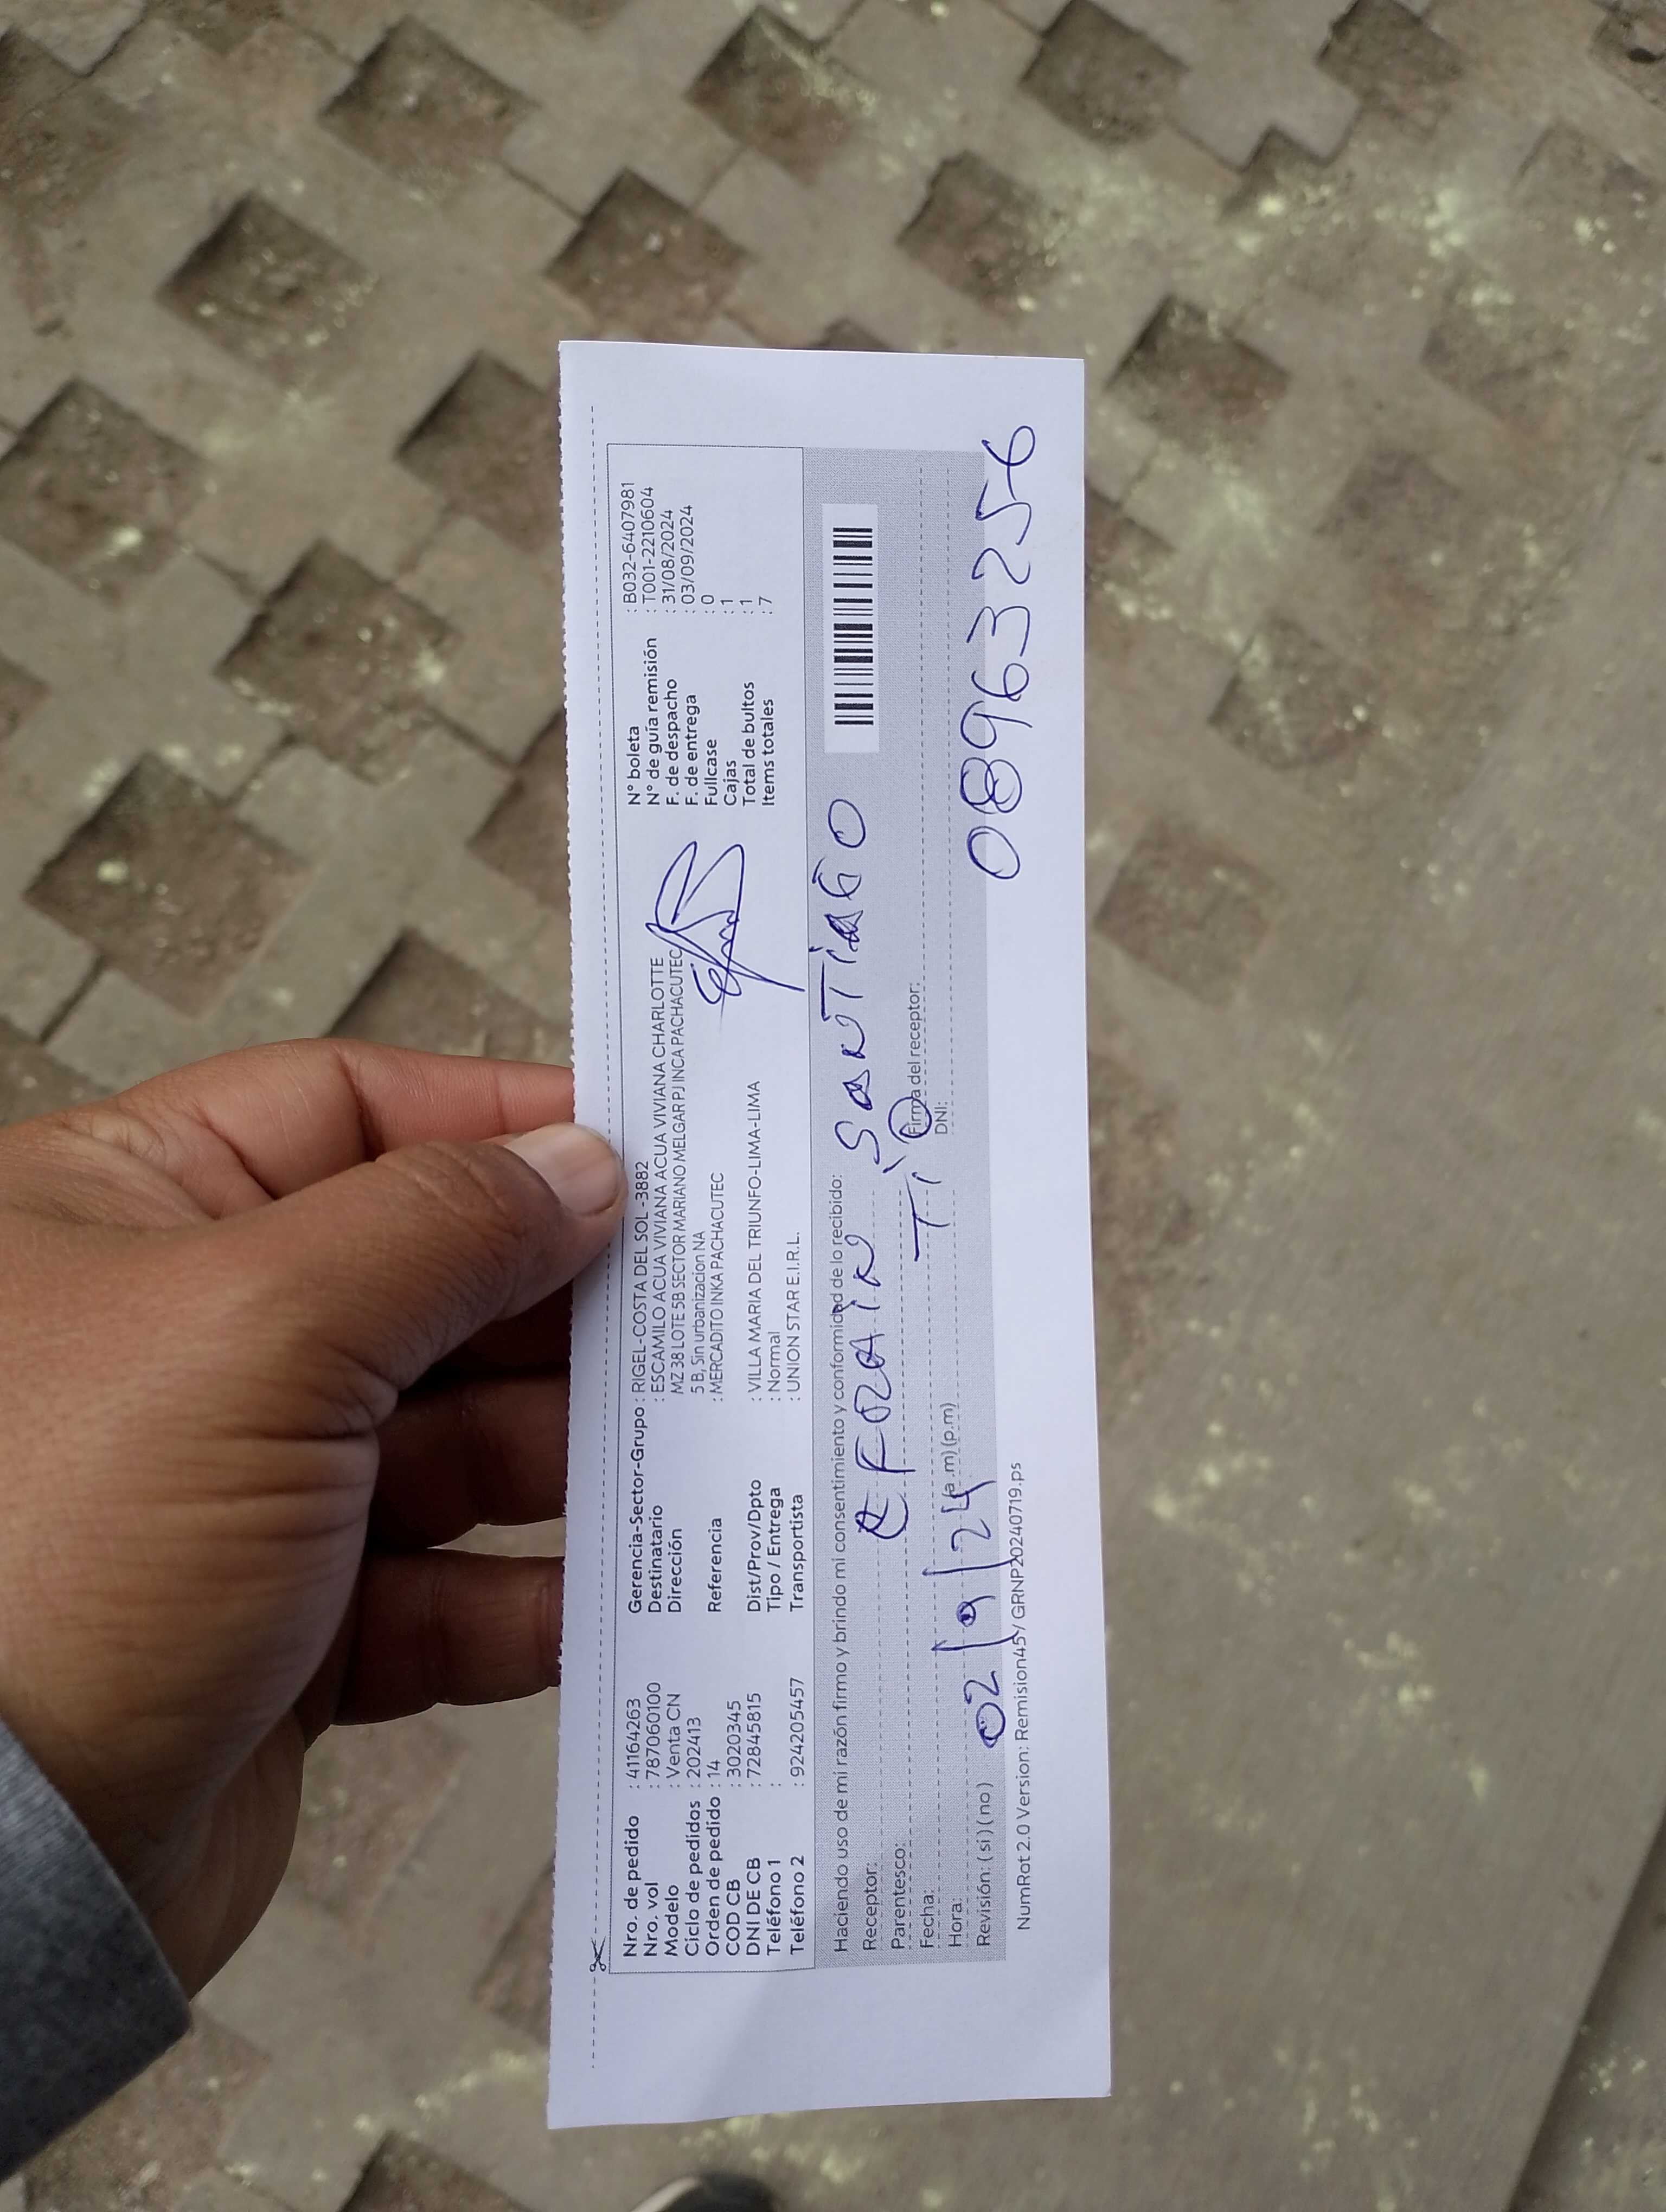 Nro. de pedido : 41164263
Nro. vol : 787060100
Modelo : Venta CN
Ciclo de pedidos : 202413
Orden de pedido : 14
COD CB : 3020345
DNI DE CB : 72845815
Teléfono 1 :
Teléfono 2 : 924205457
Gerencia-Sector-Grupo : RIGEL-COSTA DEL SOL-3882
Destinatario : ESCAMILO ACUA VIVIANA ACUA VIVIANA CHARLOTTE
Dirección MZ 38 LOTE 5B SECTOR MARIANO MELGAR PJ INCA PACHACUTEC
5 B, Sin urbanizacion NA
Referencia : MERCADITO INKA PACHACUTEC
Dist/Prov/Dpto : VILLA MARIA DEL TRIUNFO-LIMA-LIMA
Tipo / Entrega : Normal
Transportista : UNION STAR E.I.R.L.
N° boleta : B032-6407981
N° de guía remisión : T001-2210604
F. de despacho : 31/08/2024
F. de entrega : 03/09/2024
Fullcase : 0
Cajas : 1
Total de bultos : 1
Items totales : 7
Haciendo uso de mi razón firmo y brindo mi consentimiento y conformidad de lo recibido:
Receptor: EFRAIN SANTIAGO
Parentesco: Tio
Fecha: 02/9/24
Hora: (a.m) (p.m)
Revisión: (si) (no)
Firma del receptor:
DNI: 08963256
NumRot 2.0 Version: Remision45 / GRNP20240719.ps